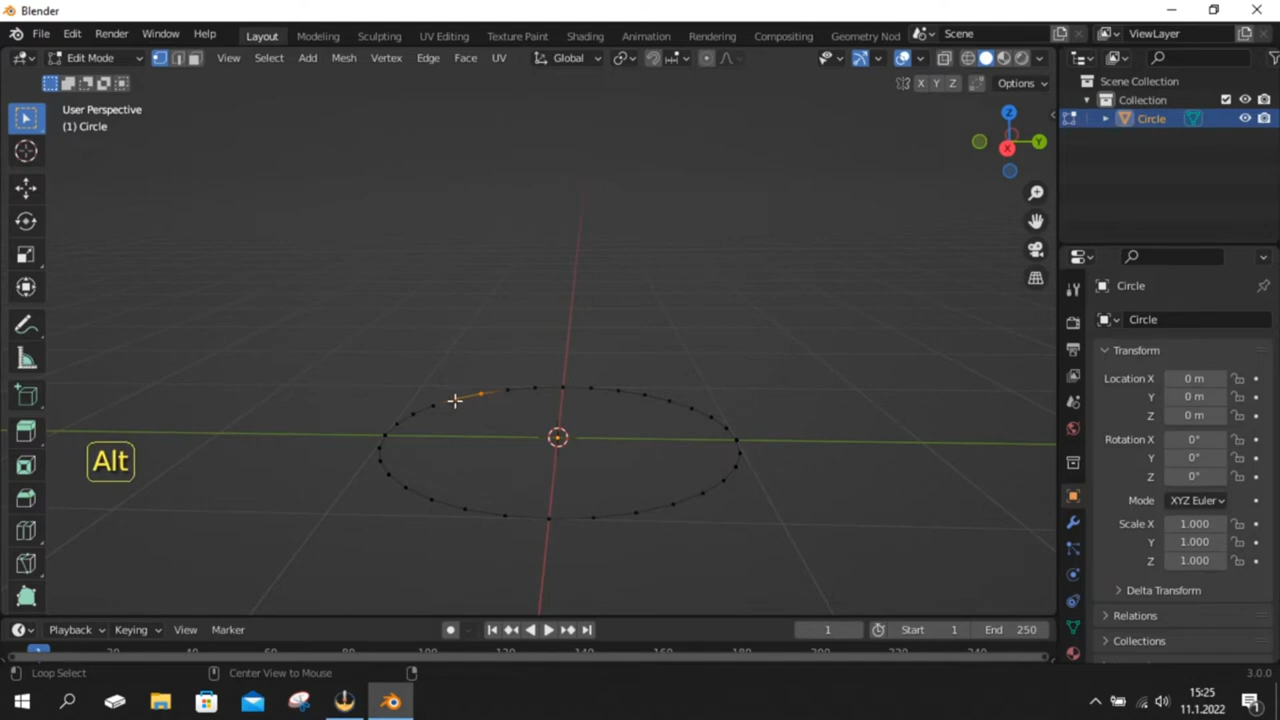 Blender
File Edit Render Window Help Layout Modeling Sculpting UV Editing Texture Paint Shading Animation Rendering Compositing Geometry Nod Scene ViewLayer
Edit Mode View Select Add Mesh Vertex Edge Face UV Global
X Y Z Options
User Perspective
(1) Circle
Scene Collection
Collection
Circle
Z
Y
X
Circle
Circle
Transform
Location X 0 m
Y 0 m
Z 0 m
Rotation X 0°
Y 0°
Z 0°
Mode XYZ Euler
Scale X 1.000
Y 1.000
Z 1.000
Delta Transform
Relations
Collections
Alt
Playback Keying View Marker 1 Start 1 End 250
Loop Select Center View to Mouse 3.0.0
15:25
11.1.2022